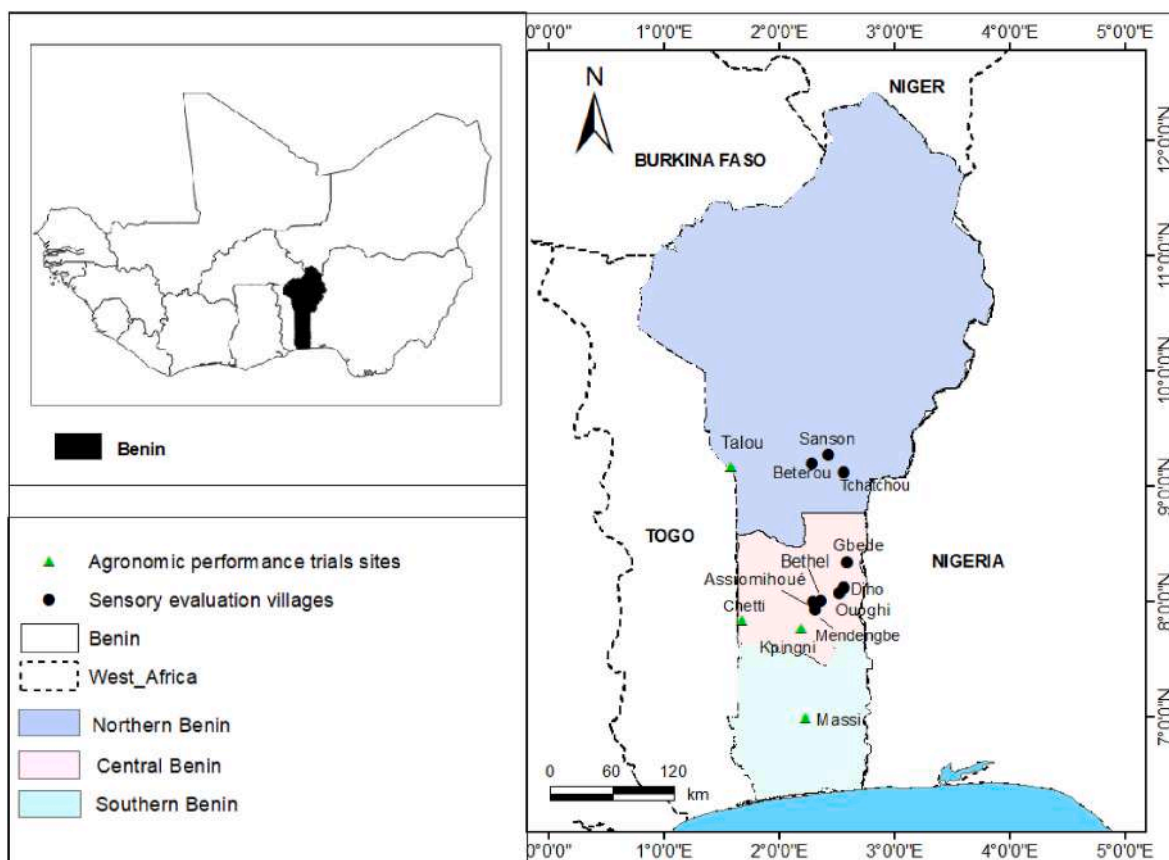 Benin
Agronomic performance trials sites
Sensory evaluation villages
Benin
West_Africa
Northern Benin
Central Benin
Southern Benin
0°0'0"E 1°0'0"E 2°0'0"E 3°0'0"E 4°0'0"E 5°0'0"E
N
NIGER
BURKINA FASO
12°0'0"N
11°0'0"N
10°0'0"N
Talou
Sanson
Beterou
Tchatchou
9°0'0"N
TOGO
NIGERIA
Gbede
Bethel
Assromihoué
Diho
Chetti
Ouoghi
8°0'0"N
Kpingni
Mendengbe
Massi
7°0'0"N
0 60 120
km
0°0'0"E 1°0'0"E 2°0'0"E 3°0'0"E 4°0'0"E 5°0'0"E